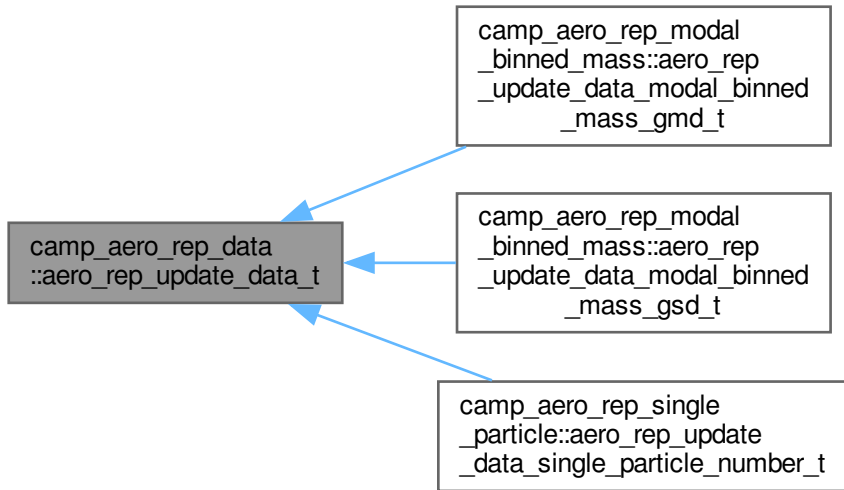 camp_aero_rep_modal
_binned_mass::aero_rep
_update_data_modal_binned
_mass_gmd_t
camp_aero_rep_data
::aero_rep_update_data_t
camp_aero_rep_modal
_binned_mass::aero_rep
_update_data_modal_binned
_mass_gsd_t
camp_aero_rep_single
_particle::aero_rep_update
_data_single_particle_number_t